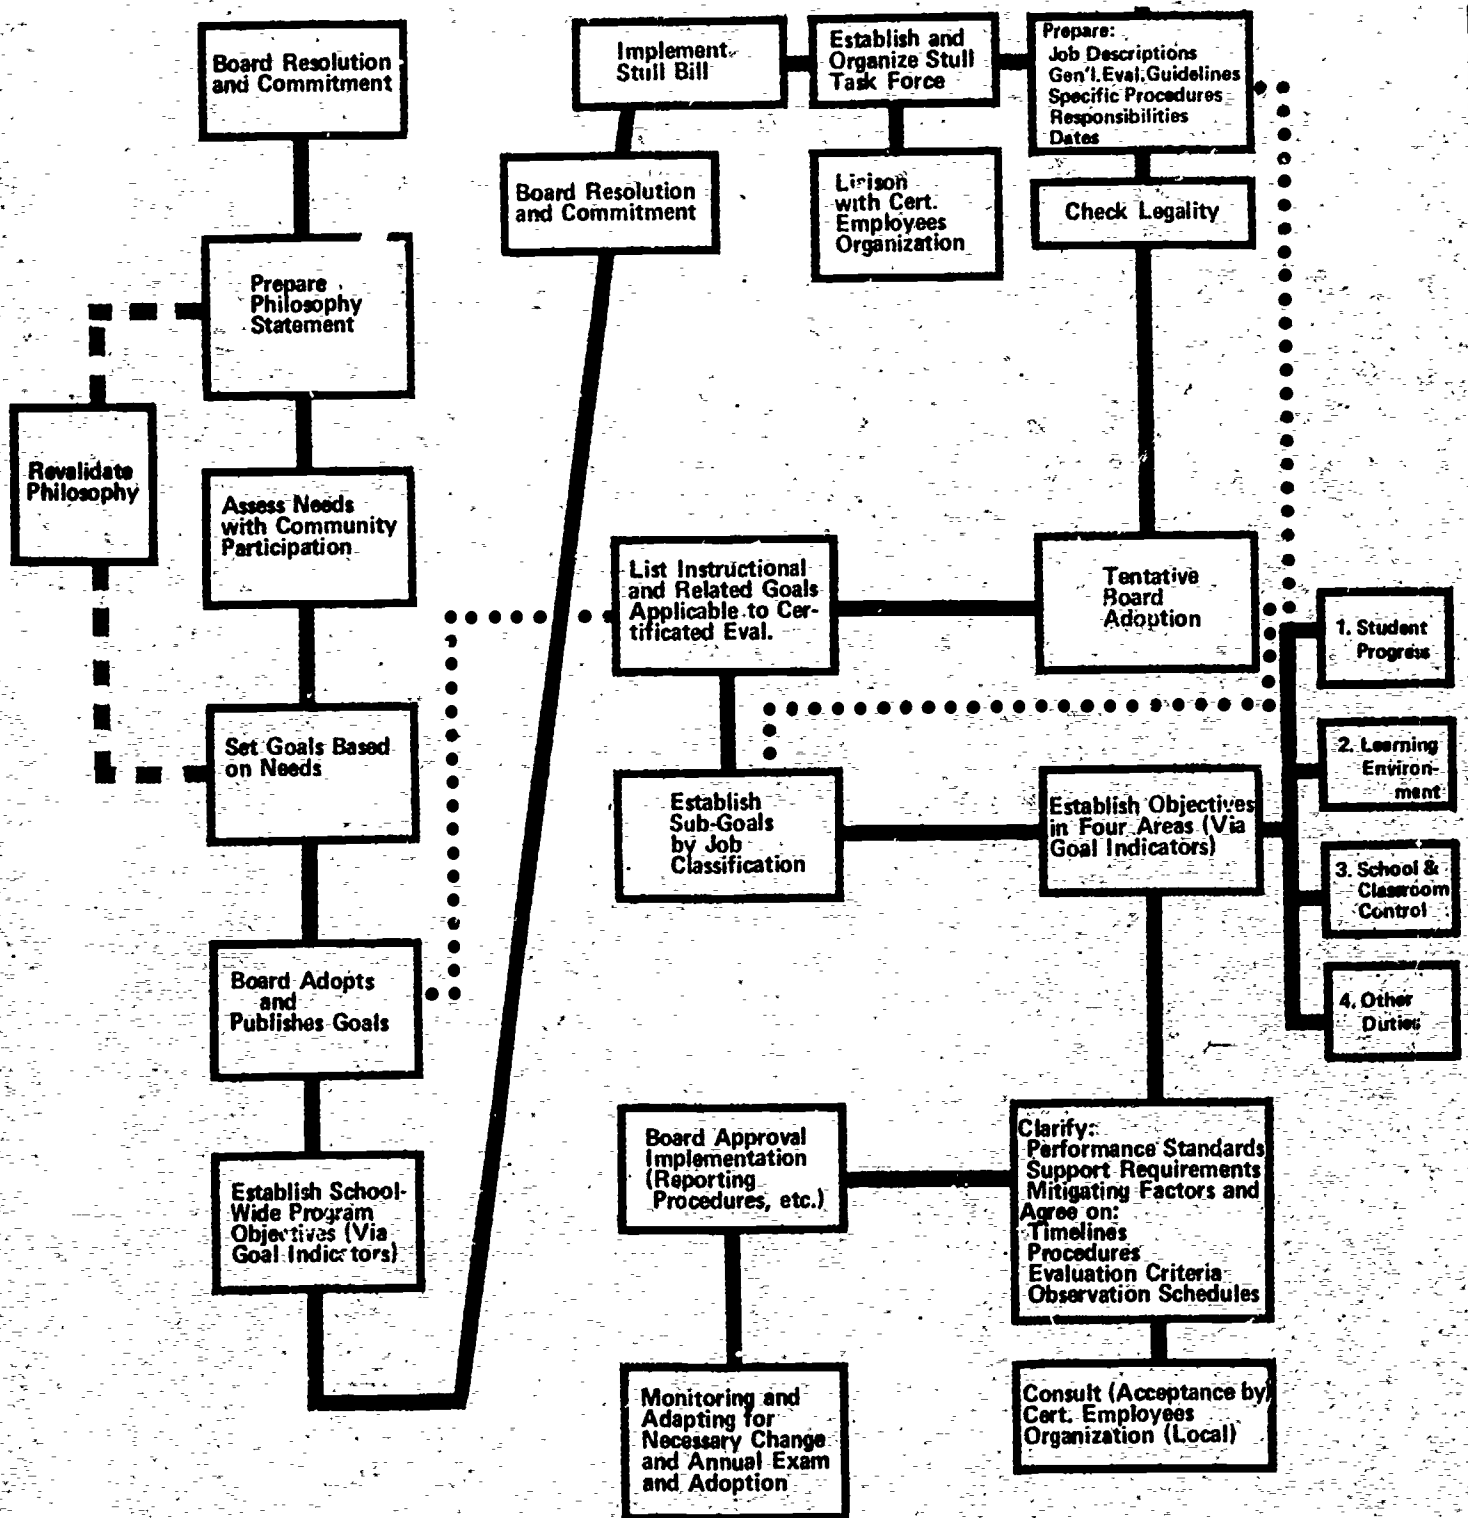 Board Resolution
and Commitment
Prepare
Philosophy
Statement
Revalidate
Philosophy
Assess Needs
with Community
Participation
Set Goals Based
on Needs
Board Adopts
and
Publishes Goals
Establish School-
Wide Program
Objectives (Via
Goal Indicators)
Board Resolution
and Commitment
Implement
Stull Bill
Establish and
Organize Stull
Task Force
Liaison
with Cert.
Employees
Organization
Prepare:
Job Descriptions
Gen'l. Eval. Guidelines
Specific Procedures
Responsibilities
Dates
Check Legality
Tentative
Board
Adoption
List Instructional
and Related Goals
Applicable to Cer-
tificated Eval.
Establish
Sub-Goals
by Job
Classification
Establish Objectives
in Four Areas (Via
Goal Indicators)
1. Student
Progress
2. Learning
Environ-
ment
3. School &
Classroom
Control
4. Other
Duties
Clarify:
Performance Standards
Support Requirements
Mitigating Factors and
Agree on:
Timelines
Procedures
Evaluation Criteria
Observation Schedules
Consult (Acceptance by)
Cert. Employees
Organization (Local)
Board Approval
Implementation
(Reporting
Procedures, etc.)
Monitoring and
Adapting for
Necessary Change
and Annual Exam
and Adoption